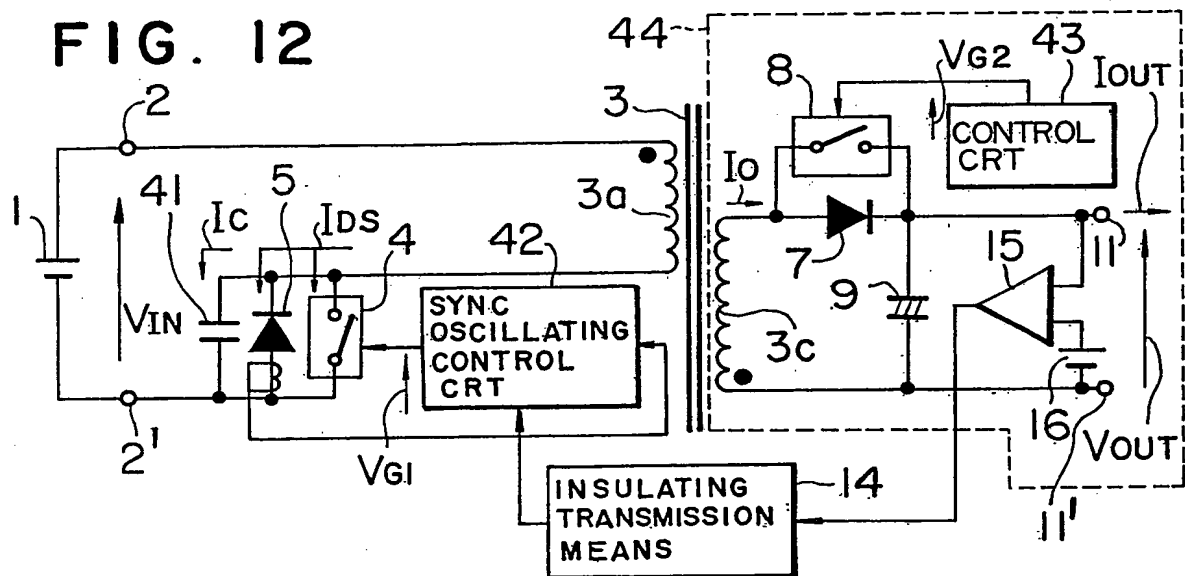 FIG. 12
44
43
VG2
IOUT
8
2
3
CONTROL
CRT
5
41
IC
IDS
4
42
3a
IO
1
7
15
11
VIN
SYNC
OSCILLATING
CONTROL
CRT
9
3c
16
VOUT
2'
VG1
INSULATING
TRANSMISSION
MEANS
14
11'